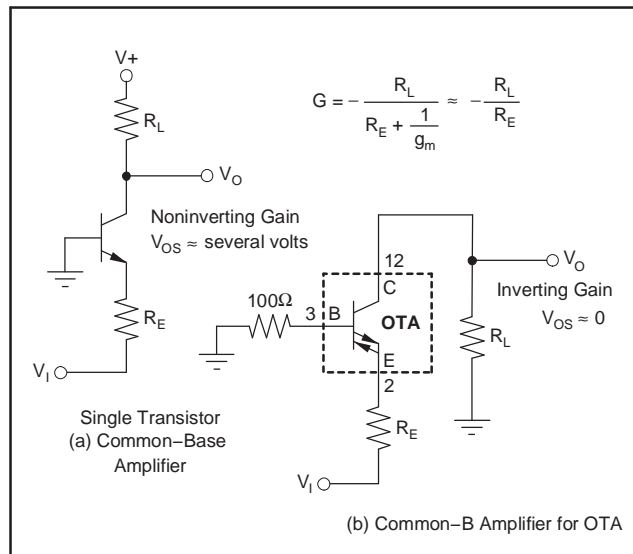 V+
R_L
V_O
Noninverting Gain
V_OS ≈ several volts
R_E
V_I
Single Transistor
(a) Common−Base
Amplifier
G = − R_L / (R_E + 1/g_m) ≈ − R_L / R_E
12
C
V_O
100Ω
3
B
OTA
Inverting Gain
V_OS ≈ 0
E
R_L
2
R_E
V_I
(b) Common−B Amplifier for OTA